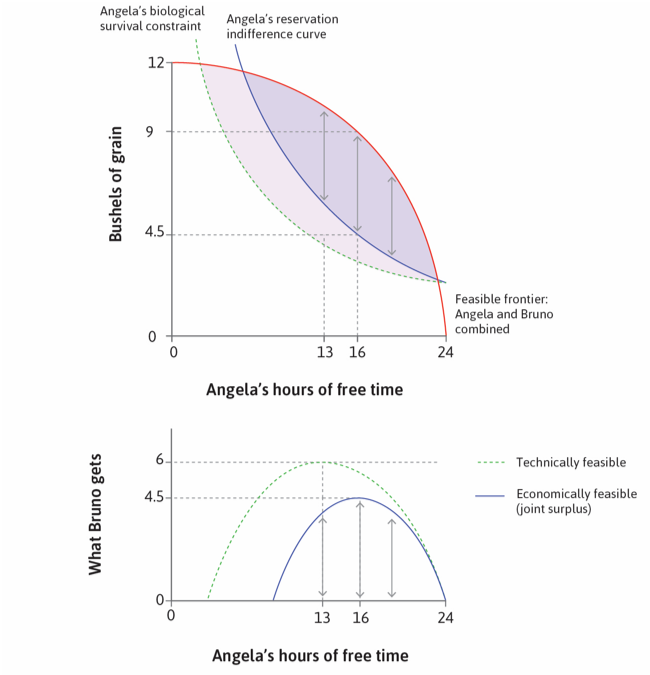 Angela’s biological
survival constraint
Angela’s reservation
indifference curve
12
9
4.5
0
Bushels of grain
0
13
16
24
Feasible frontier:
Angela and Bruno
combined
Angela’s hours of free time
6
4.5
0
What Bruno gets
Technically feasible
Economically feasible
(joint surplus)
0
13
16
24
Angela’s hours of free time